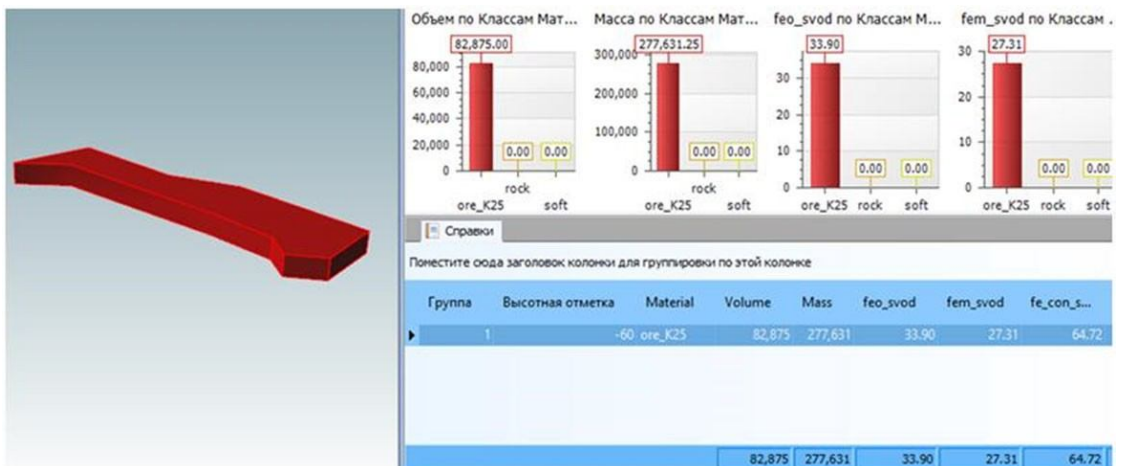 Объем по Классам Мат... Масса по Классам Мат... feo_svod по Классам М... fem_svod по Классам .
82,875.00 277,631.25 33.90 27.31
80,000 60,000 40,000 20,000 0
0.00 0.00
rock
ore_K25 soft
300,000 200,000 100,000 0
0.00 0.00
rock
ore_K25 soft
30 20 10 0
0.00 0.00
ore_K25 rock soft
30 20 10 0
0.00 0.00
ore_K25 rock soft
Справки
Поместите сюда заголовок колонки для группировки по этой колонке
Группа Высотная отметка Material Volume Mass feo_svod fem_svod fe_con_s...
1 -60 ore_K25 82,875 277,631 33.90 27.31 64.72
82,875 277,631 33.90 27.31 64.72